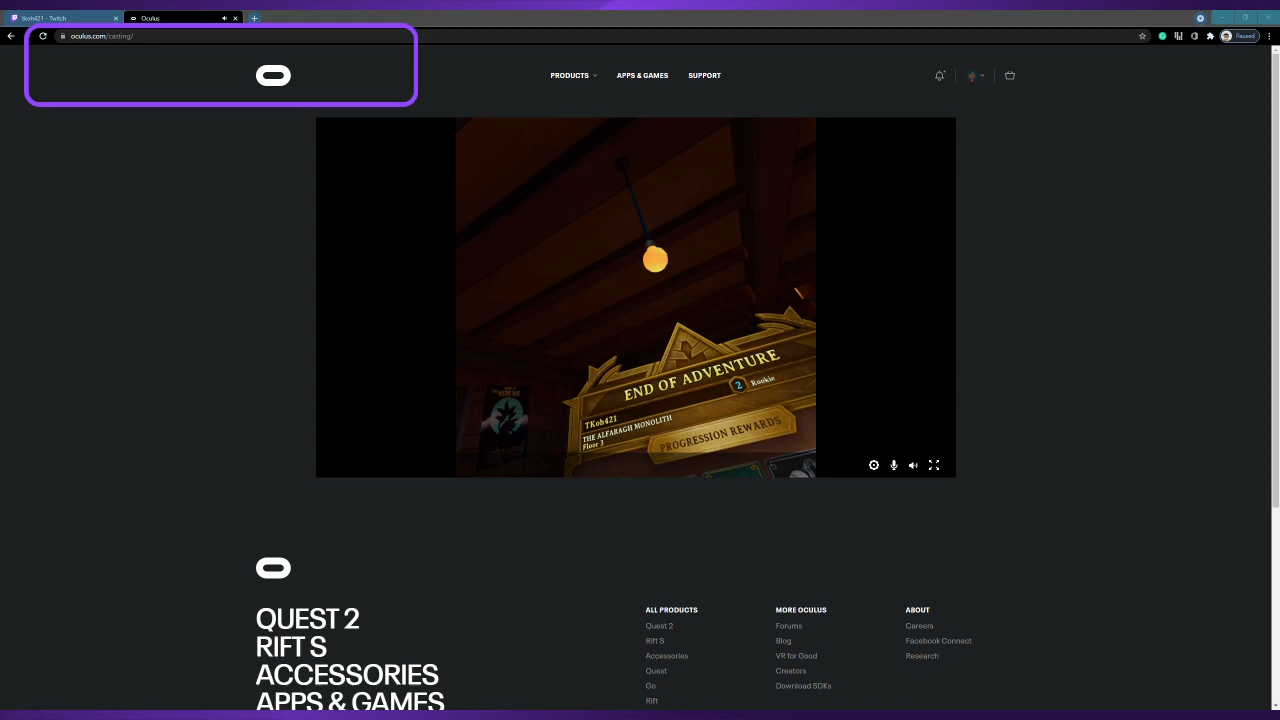 tkoh421 - Twitch
Oculus
oculus.com/casting/
Paused
PRODUCTS
APPS & GAMES
SUPPORT
END OF ADVENTURE
2 Rookie
TKoh421
THE ALFARAGH MONOLITH
Floor 3
PROGRESSION REWARDS
QUEST 2
RIFT S
ACCESSORIES
APPS & GAMES
ALL PRODUCTS
Quest 2
Rift S
Accessories
Quest
Go
Rift
MORE OCULUS
Forums
Blog
VR for Good
Creators
Download SDKs
ABOUT
Careers
Facebook Connect
Research